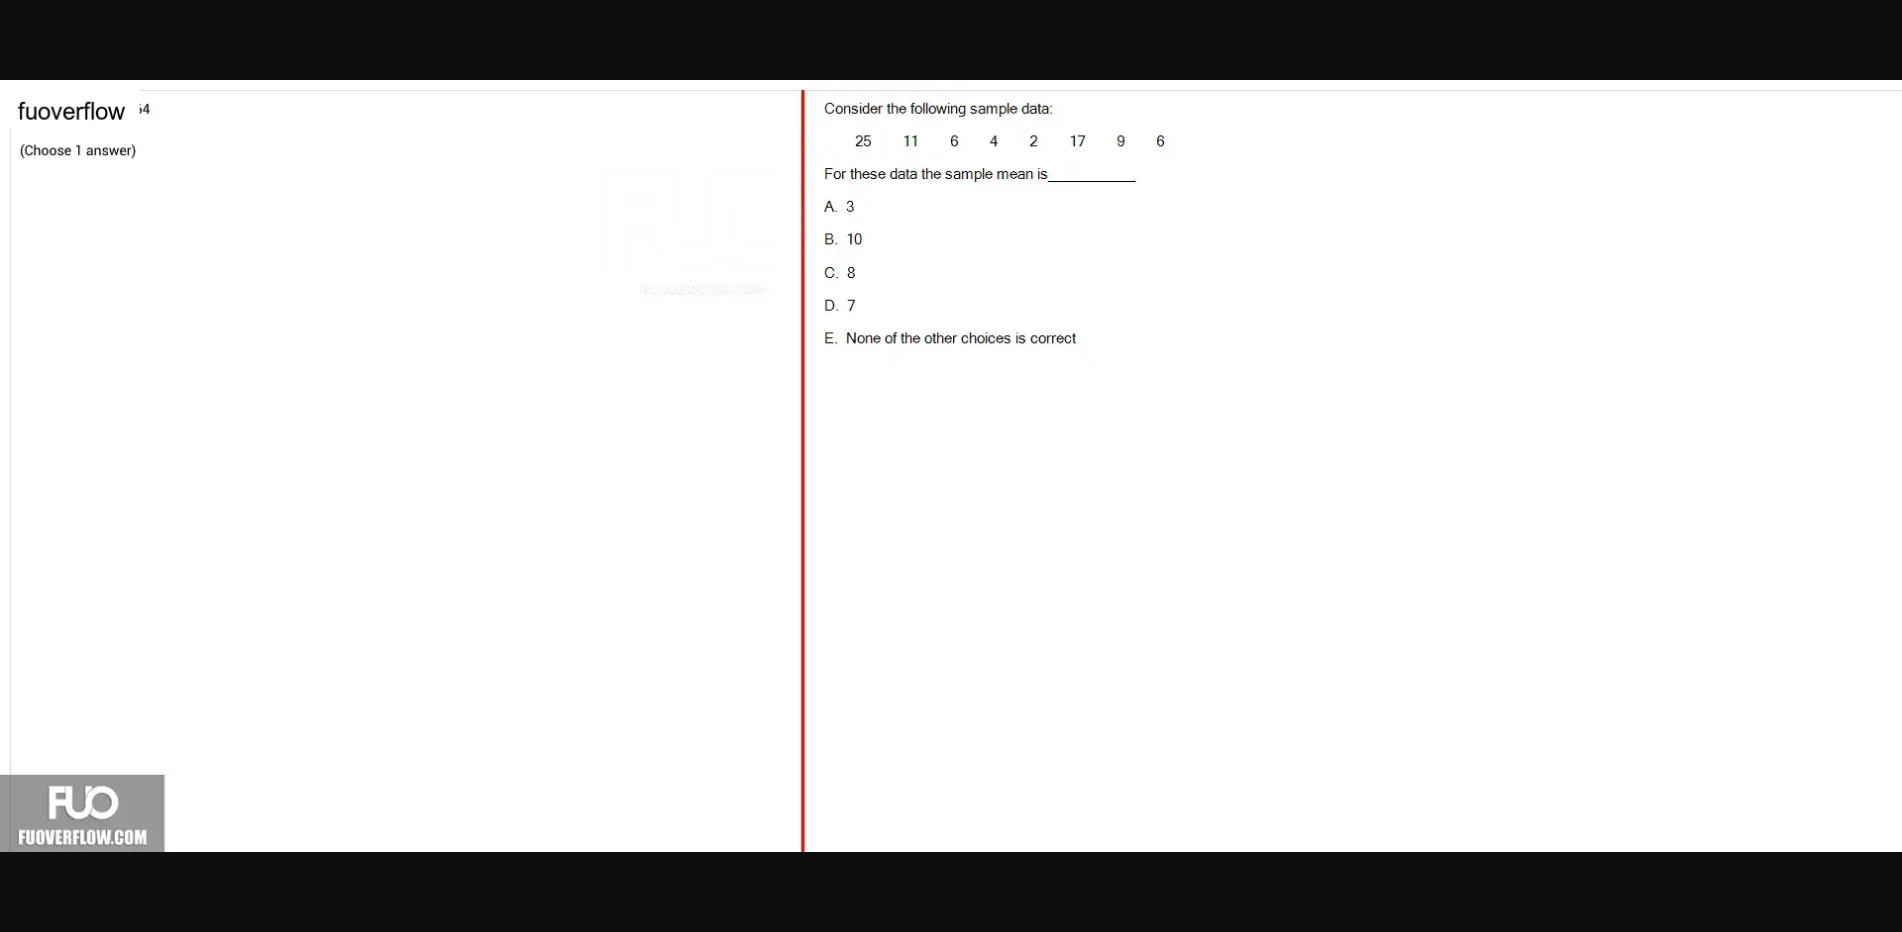 fuoverflow
(Choose 1 answer)
Consider the following sample data:
25 11 6 4 2 17 9 6
For these data the sample mean is___________
A. 3
B. 10
C. 8
D. 7
E. None of the other choices is correct
FUO
FUOVERFLOW.COM